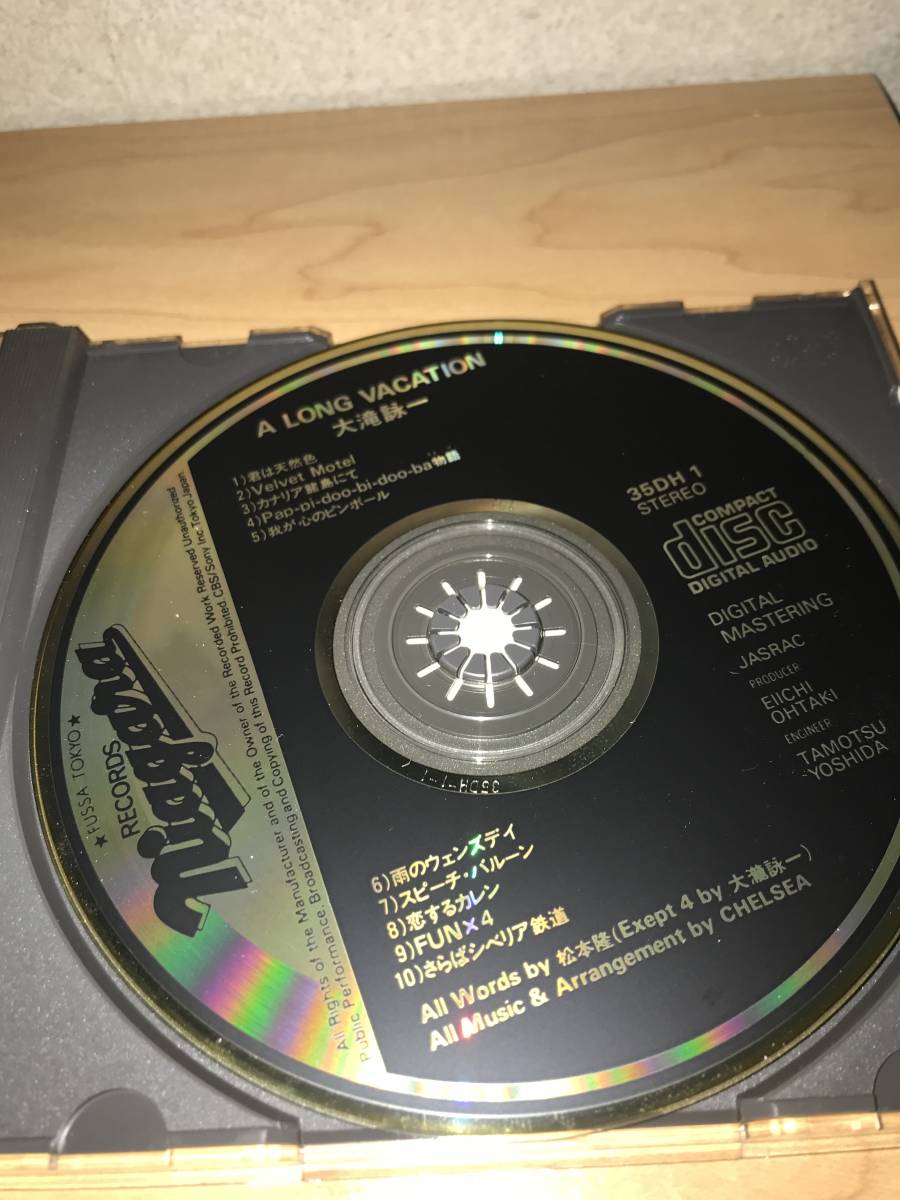 A LONG VACATION
大滝詠一
1)君は天然色
2)Velvet Motel
3)カナリア諸島にて
4)Pap-pi-doo-bi-doo-ba物語
5)我が心のピンボール
35DH 1
STEREO
COMPACT
disc
DIGITAL AUDIO
DIGITAL
MASTERING
JASRAC
PRODUCER
EIICHI
OHTAKI
ENGINEER
TAMOTSU
YOSHIDA
★FUSSA TOKYO★
RECORDS
Niagara
All Rights of the Manufacturer and of the Owner of the Recorded Work Reserved Unauthorized
Public Performance. Broadcasting and Copying of this Record Prohibited CBS/Sony Inc. Tokyo Japan
35DH-1-1
6)雨のウェンズデイ
7)スピーチ・バルーン
8)恋するカレン
9)FUN×4
10)さらばシベリア鉄道
All Words by 松本隆(Exept 4 by 大瀧詠一)
All Music & Arrangement by CHELSEA